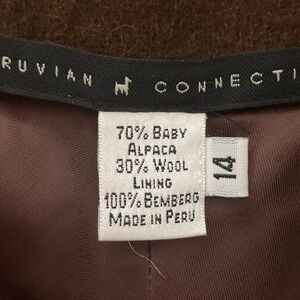 RUVIAN CONNECTI
70% BABY
ALPACA
30% WOOL
LINING
100% BEMBERG
MADE IN PERU
14